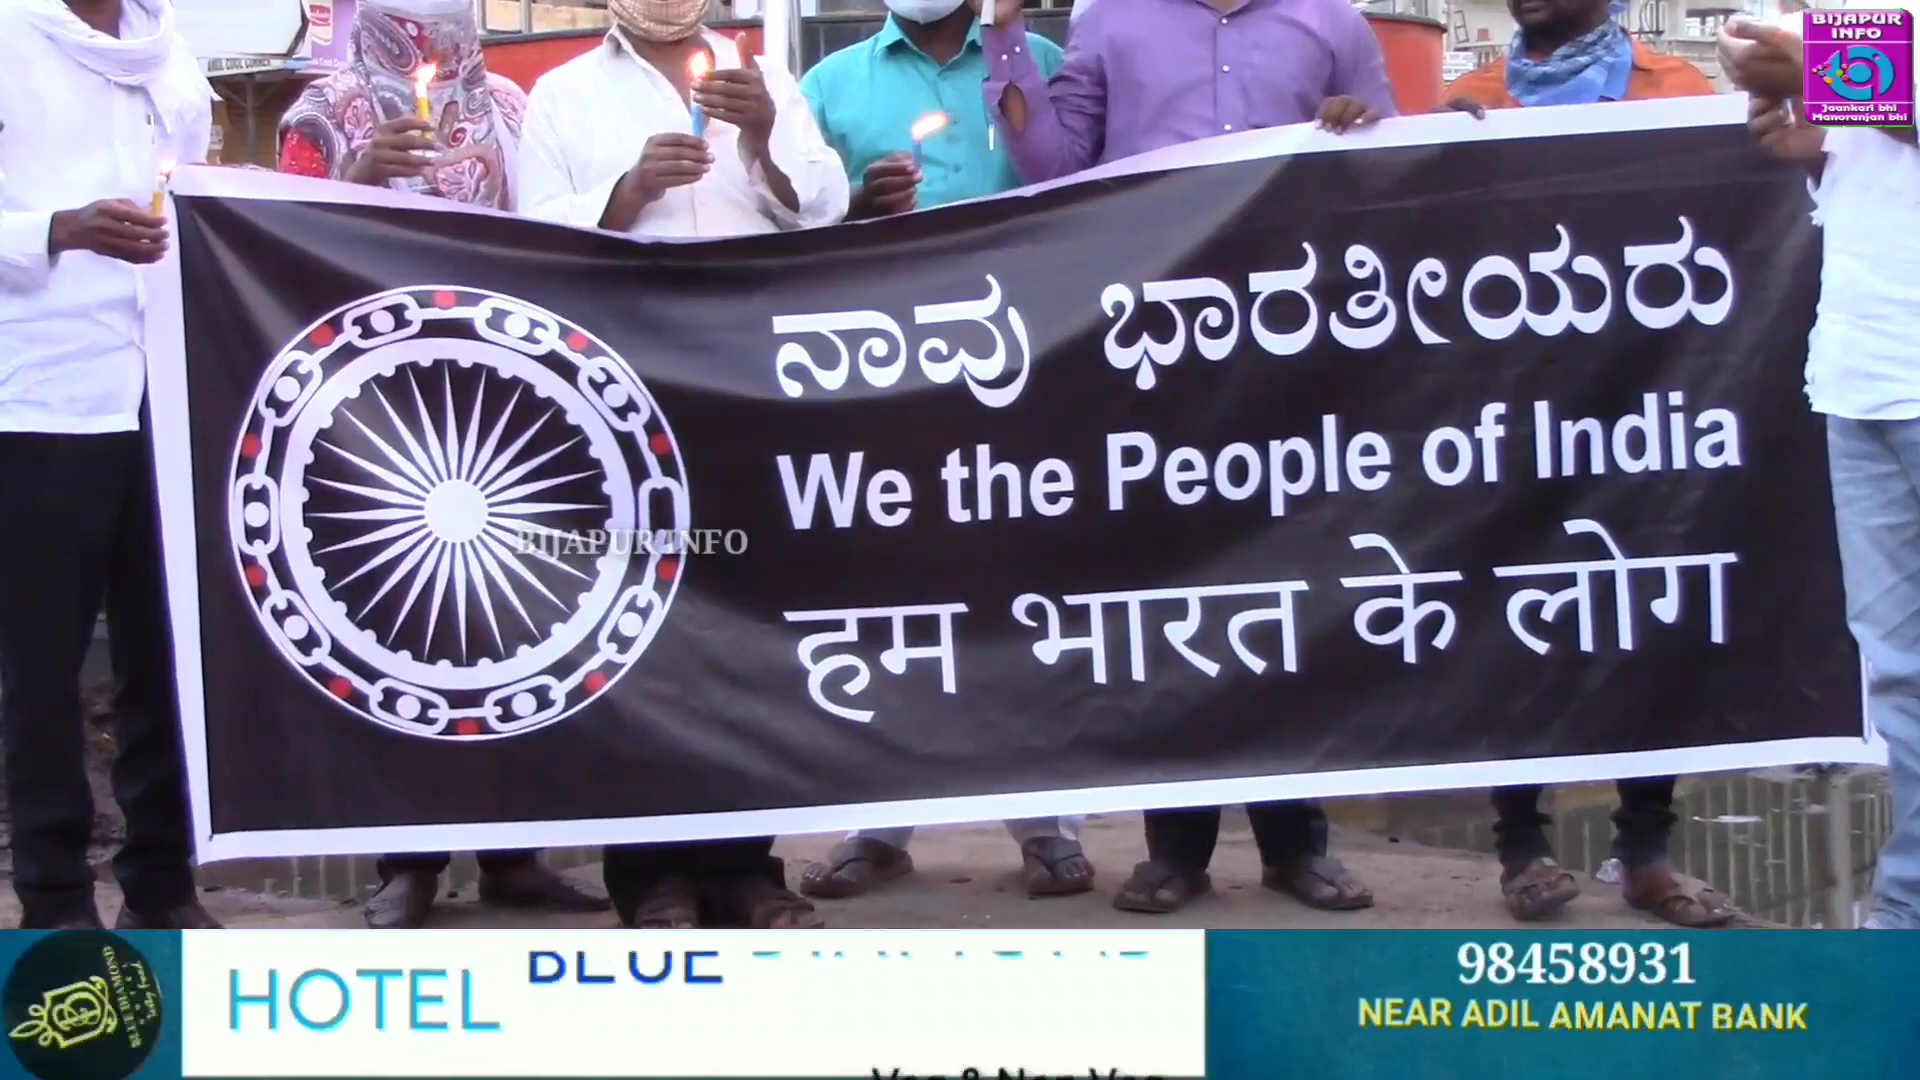 BIJAPUR
INFO
Jaankari bhi
Manoranjan bhi
ನಾವು ಭಾರತೀಯರು
We the People of India
हम भारत के लोग
BIJAPUR INFO
HOTEL BLUE
98458931
NEAR ADIL AMANAT BANK